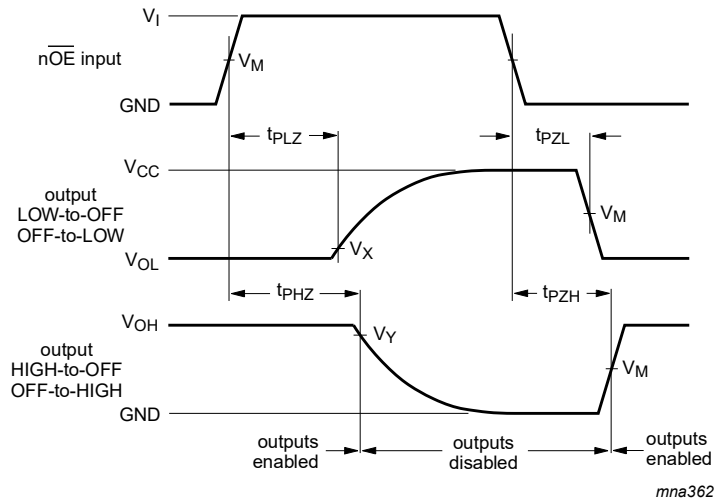 V_I
nOE input
V_M
GND
t_PLZ
t_PZL
V_CC
output
LOW-to-OFF
OFF-to-LOW
V_M
V_X
V_OL
t_PHZ
t_PZH
V_OH
V_Y
output
HIGH-to-OFF
OFF-to-HIGH
V_M
GND
outputs
enabled
outputs
disabled
outputs
enabled
mna362